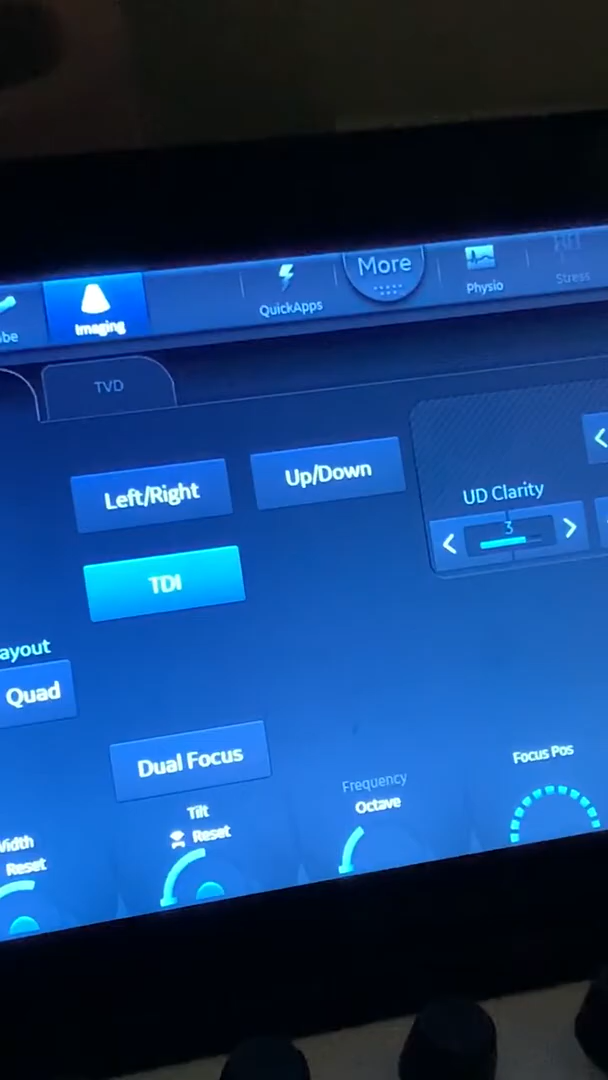 be
Imaging
QuickApps
More
Physio
Stress
TVD
Left/Right
Up/Down
UD Clarity
3
TDI
ayout
Quad
Dual Focus
Width
Reset
Tilt
Reset
Frequency
Octave
Focus Pos